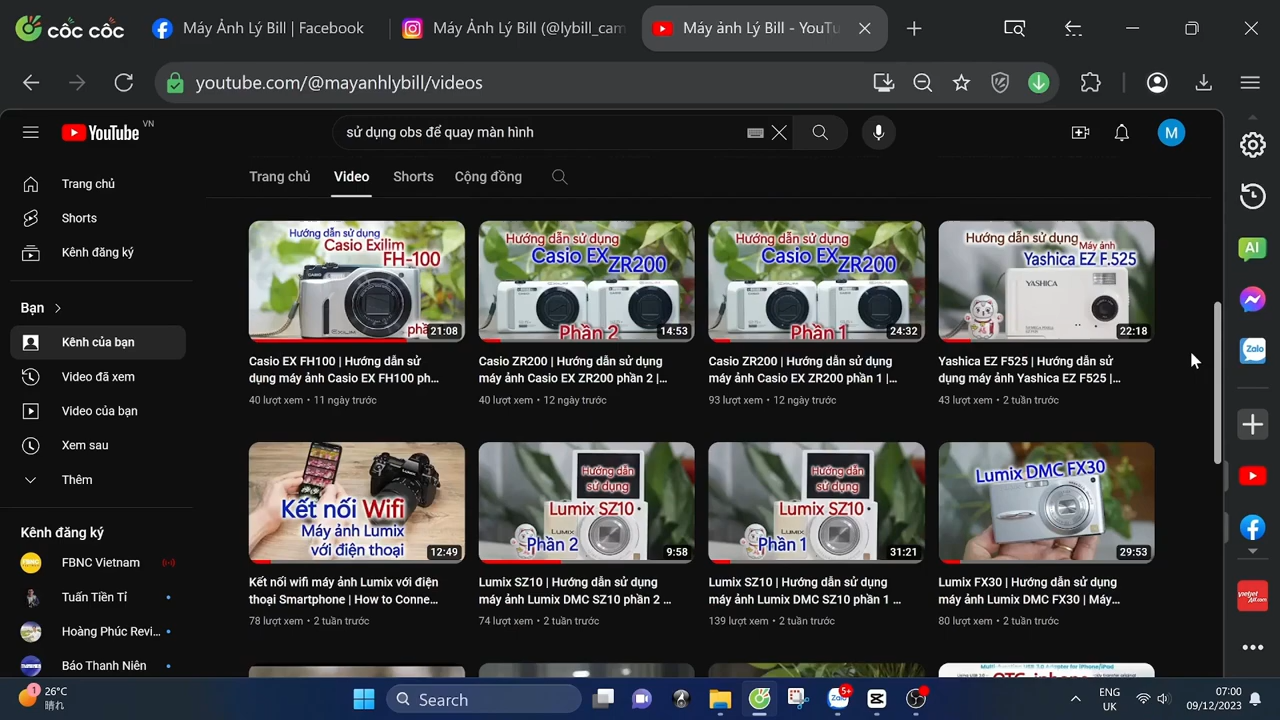 cốc cốc
Máy Ảnh Lý Bill | Facebook
Máy Ảnh Lý Bill (@lybill_cam
Máy ảnh Lý Bill - YouTu
youtube.com/@mayanhlybill/videos
YouTube VN
sử dụng obs để quay màn hình
M
Trang chủ
Video
Shorts
Cộng đồng
Trang chủ
Shorts
Kênh đăng ký
Bạn
Kênh của bạn
Video đã xem
Video của bạn
Xem sau
Thêm
Kênh đăng ký
FBNC Vietnam
Tuấn Tiền Tỉ
Hoàng Phúc Revi...
Báo Thanh Niên
Hướng dẫn sử dụng
Casio Exilim
FH-100
21:08
Casio EX FH100 | Hướng dẫn sử
dụng máy ảnh Casio EX FH100 ph...
40 lượt xem • 11 ngày trước
Hướng dẫn sử dụng
Casio EX ZR200
Phần 2
14:53
Casio ZR200 | Hướng dẫn sử dụng
máy ảnh Casio EX ZR200 phần 2 |...
40 lượt xem • 12 ngày trước
Hướng dẫn sử dụng
Casio EX ZR200
Phần 1
24:32
Casio ZR200 | Hướng dẫn sử dụng
máy ảnh Casio EX ZR200 phần 1 |...
93 lượt xem • 12 ngày trước
Hướng dẫn sử dụng
Máy ảnh
Yashica EZ F.525
YASHICA
22:18
Yashica EZ F525 | Hướng dẫn sử
dụng máy ảnh Yashica EZ F525 |...
43 lượt xem • 2 tuần trước
Kết nối Wifi
Máy ảnh Lumix
với điện thoại
12:49
Kết nối wifi máy ảnh Lumix với điện
thoại Smartphone | How to Conne...
78 lượt xem • 2 tuần trước
Hướng dẫn
sử dụng
Lumix SZ10
Phần 2
9:58
Lumix SZ10 | Hướng dẫn sử dụng
máy ảnh Lumix DMC SZ10 phần 2 ...
74 lượt xem • 2 tuần trước
Hướng dẫn
sử dụng
Lumix SZ10
Phần 1
31:21
Lumix SZ10 | Hướng dẫn sử dụng
máy ảnh Lumix DMC SZ10 phần 1 ...
139 lượt xem • 2 tuần trước
Lumix DMC FX30
29:53
Lumix FX30 | Hướng dẫn sử dụng
máy ảnh Lumix DMC FX30 | Máy...
80 lượt xem • 2 tuần trước
AI
Zalo
vietjetAir.com
1
26°C
晴れ
Search
Zalo
5+
ENG
UK
07:00
09/12/2023